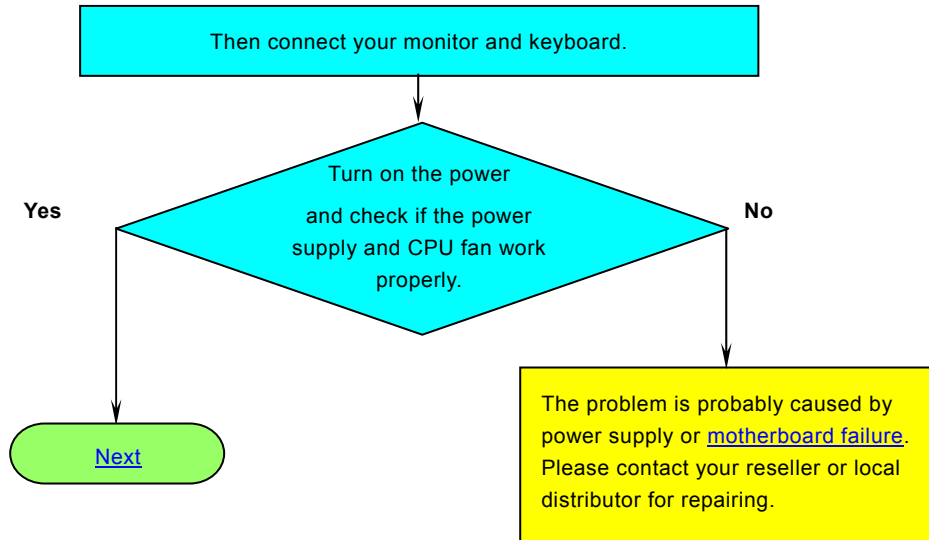 Then connect your monitor and keyboard.
Turn on the power
and check if the power
supply and CPU fan work
properly.
Yes
No
The problem is probably caused by
power supply or motherboard failure.
Please contact your reseller or local
distributor for repairing.
Next